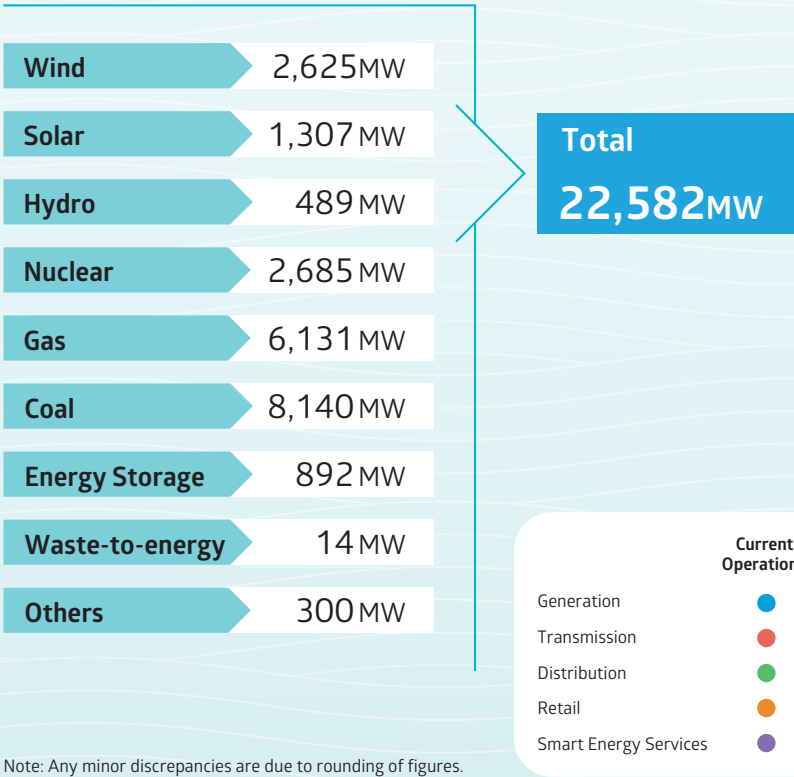 Wind 2,625MW
Solar 1,307MW
Hydro 489MW
Nuclear 2,685MW
Gas 6,131MW
Coal 8,140MW
Energy Storage 892MW
Waste-to-energy 14MW
Others 300MW
Total
22,582MW
Current
Operation
Generation
Transmission
Distribution
Retail
Smart Energy Services
Note: Any minor discrepancies are due to rounding of figures.